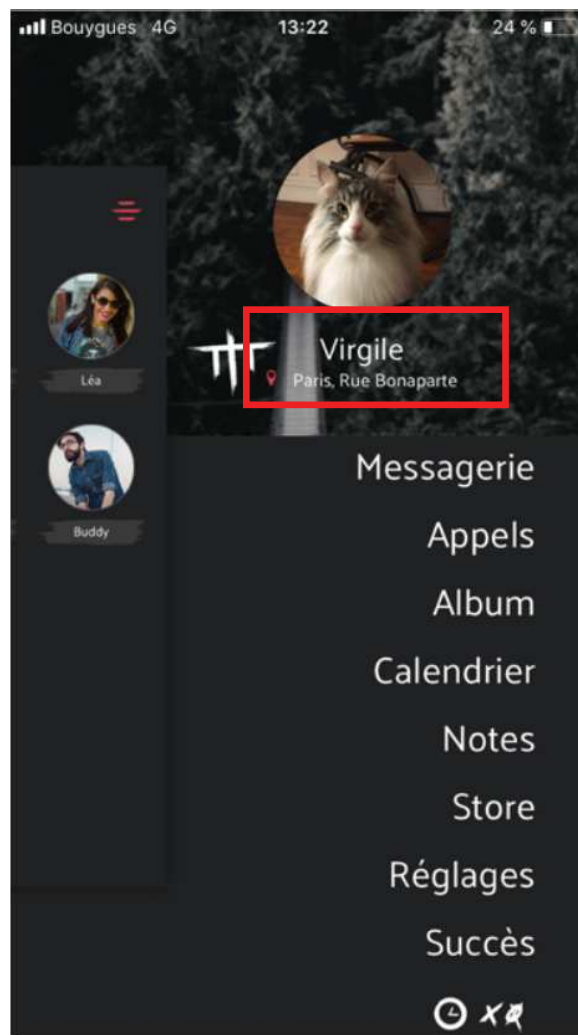 Bouygues 4G 13:22 24 %
Virgile
Paris, Rue Bonaparte
Léa
Buddy
Messagerie
Appels
Album
Calendrier
Notes
Store
Réglages
Succès